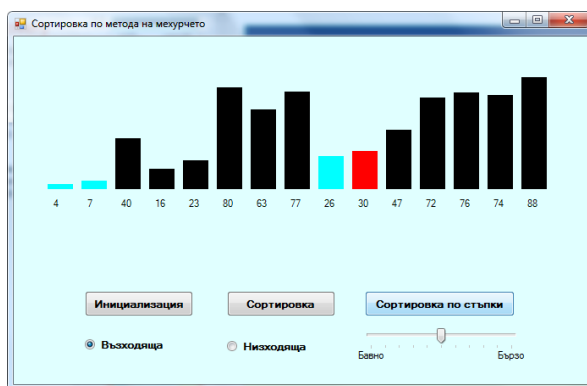 Сортировка по метода на мехурчето
4 7 40 16 23 80 63 77 26 30 47 72 76 74 88
Инициализация Сортировка Сортировка по стъпки
Възходяща Низходяща
Бавно Бързо